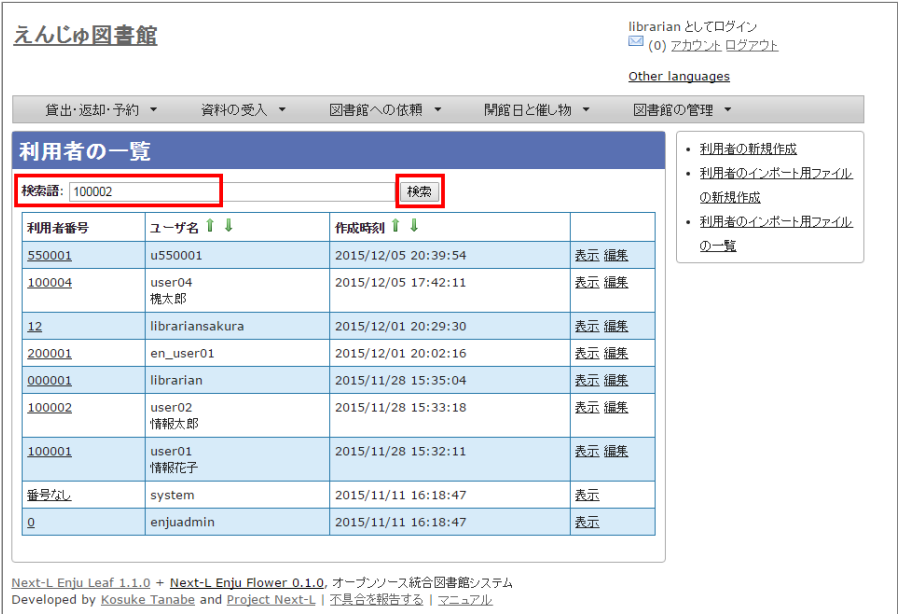 えんじゅ図書館
librarian としてログイン
(0) アカウント ログアウト
Other languages
貸出・返却・予約 ▼ 資料の受入 ▼ 図書館への依頼 ▼ 開館日と催し物 ▼ 図書館の管理 ▼
利用者の一覧
検索語: 100002 検索
利用者番号 ユーザ名 作成時刻
550001 u550001 2015/12/05 20:39:54 表示 編集
100004 user04 2015/12/05 17:42:11 表示 編集
槐太郎
12 librariansakura 2015/12/01 20:29:30 表示 編集
200001 en_user01 2015/12/01 20:02:16 表示 編集
000001 librarian 2015/11/28 15:35:04 表示 編集
100002 user02 2015/11/28 15:33:18 表示 編集
情報太郎
100001 user01 2015/11/28 15:32:11 表示 編集
情報花子
番号なし system 2015/11/11 16:18:47 表示
0 enjuadmin 2015/11/11 16:18:47 表示
• 利用者の新規作成
• 利用者のインポート用ファイル
の新規作成
• 利用者のインポート用ファイル
の一覧
Next-L Enju Leaf 1.1.0 + Next-L Enju Flower 0.1.0, オープンソース統合図書館システム
Developed by Kosuke Tanabe and Project Next-L | 不具合を報告する | マニュアル